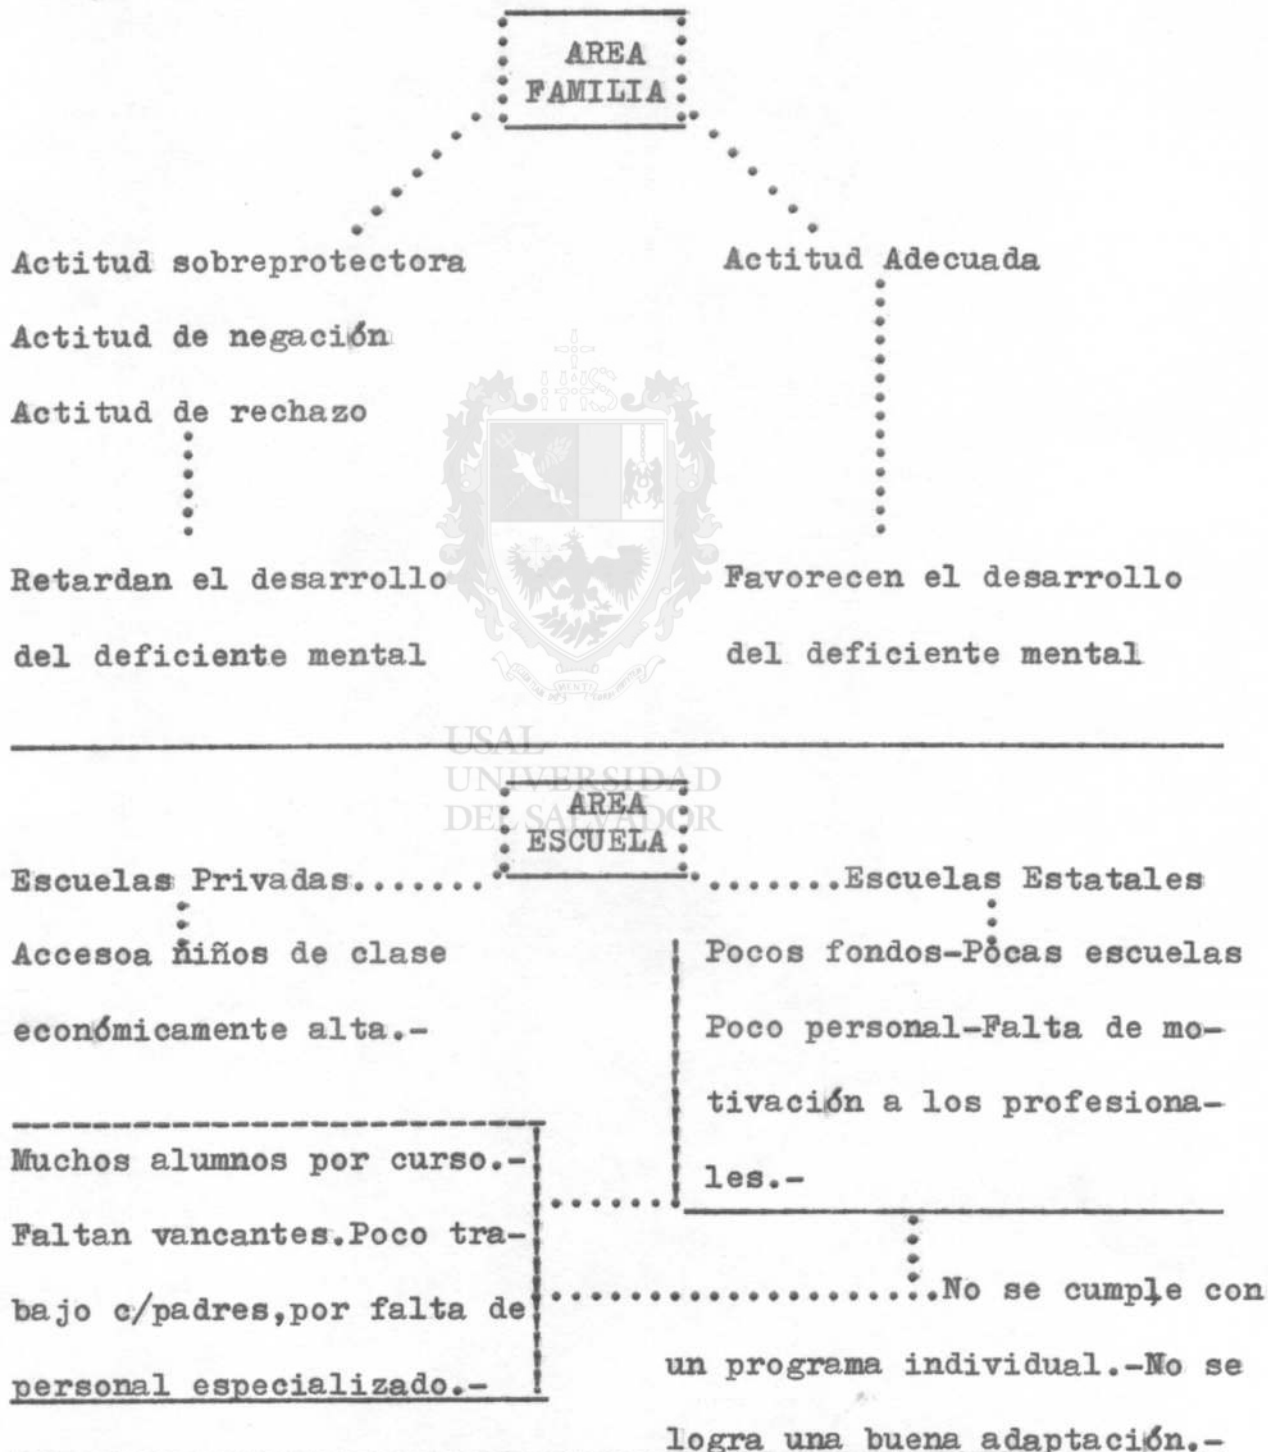 AREA
FAMILIA
Actitud sobreprotectora
Actitud de negación
Actitud de rechazo
Retardan el desarrollo
del deficiente mental
Actitud Adecuada
Favorecen el desarrollo
del deficiente mental
USAL
UNIVERSIDAD
DEL SALVADOR
AREA
ESCUELA
Escuelas Privadas
Accesoa niños de clase
económicamente alta.-
Escuelas Estatales
Pocos fondos-Pocas escuelas
Poco personal-Falta de mo-
tivación a los profesiona-
les.-
Muchos alumnos por curso.-
Faltan vancantes.Poco tra-
bajo c/padres,por falta de
personal especializado.-
No se cumple con
un programa individual.-No se
logra una buena adaptación.-